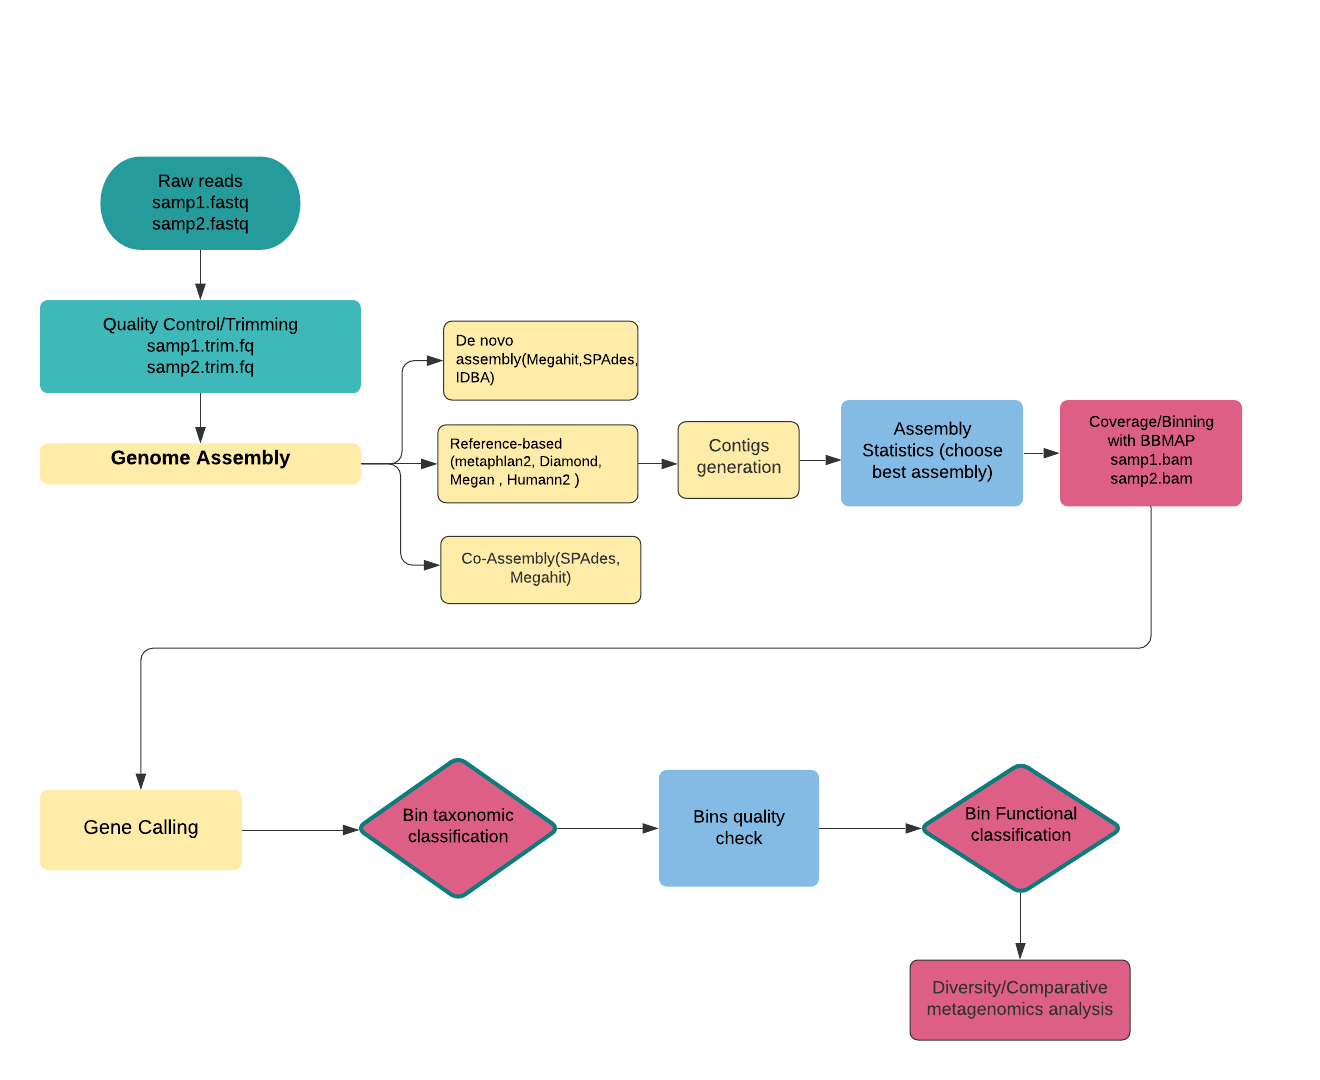 Raw reads
samp1.fastq
samp2.fastq
Quality Control/Trimming
samp1.trim.fq
samp2.trim.fq
Genome Assembly
De novo
assembly(Megahit,SPAdes,
IDBA)
Reference-based
(metaphlan2, Diamond,
Megan , Humann2 )
Co-Assembly(SPAdes,
Megahit)
Contigs
generation
Assembly
Statistics (choose
best assembly)
Coverage/Binning
with BBMAP
samp1.bam
samp2.bam
Gene Calling
Bin taxonomic
classification
Bins quality
check
Bin Functional
classification
Diversity/Comparative
metagenomics analysis